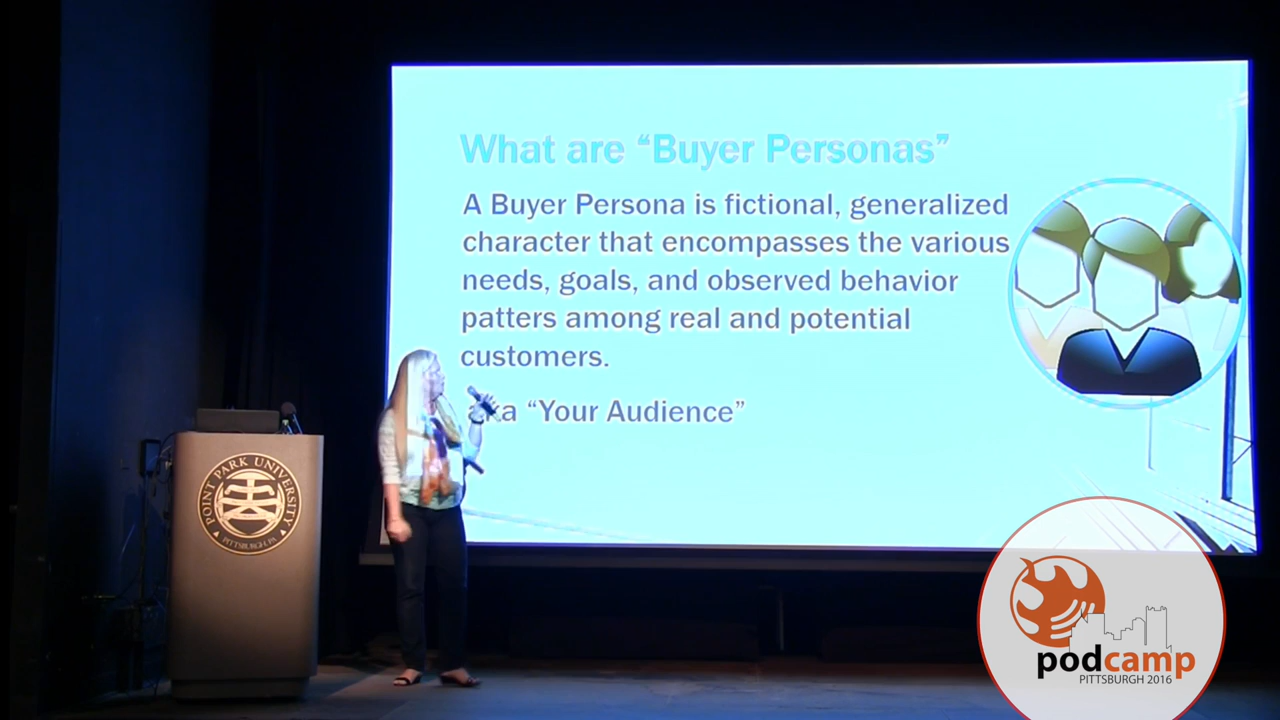 What are “Buyer Personas”
A Buyer Persona is fictional, generalized
character that encompasses the various
needs, goals, and observed behavior
patters among real and potential
customers.
aka “Your Audience”
POINT PARK UNIVERSITY
PITTSBURGH, PA
podcamp
PITTSBURGH 2016